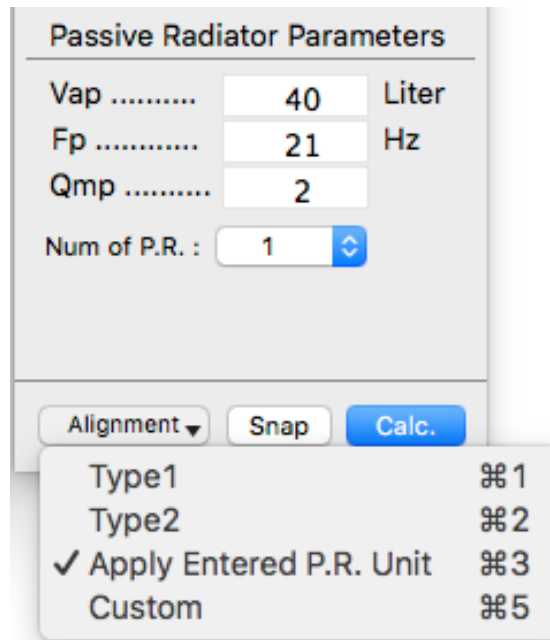 Passive Radiator Parameters
Vap .......... 40 Liter
Fp ............ 21 Hz
Qmp .......... 2
Num of P.R. : 1
Alignment Snap Calc.
Type1 ⌘1
Type2 ⌘2
✓ Apply Entered P.R. Unit ⌘3
Custom ⌘5